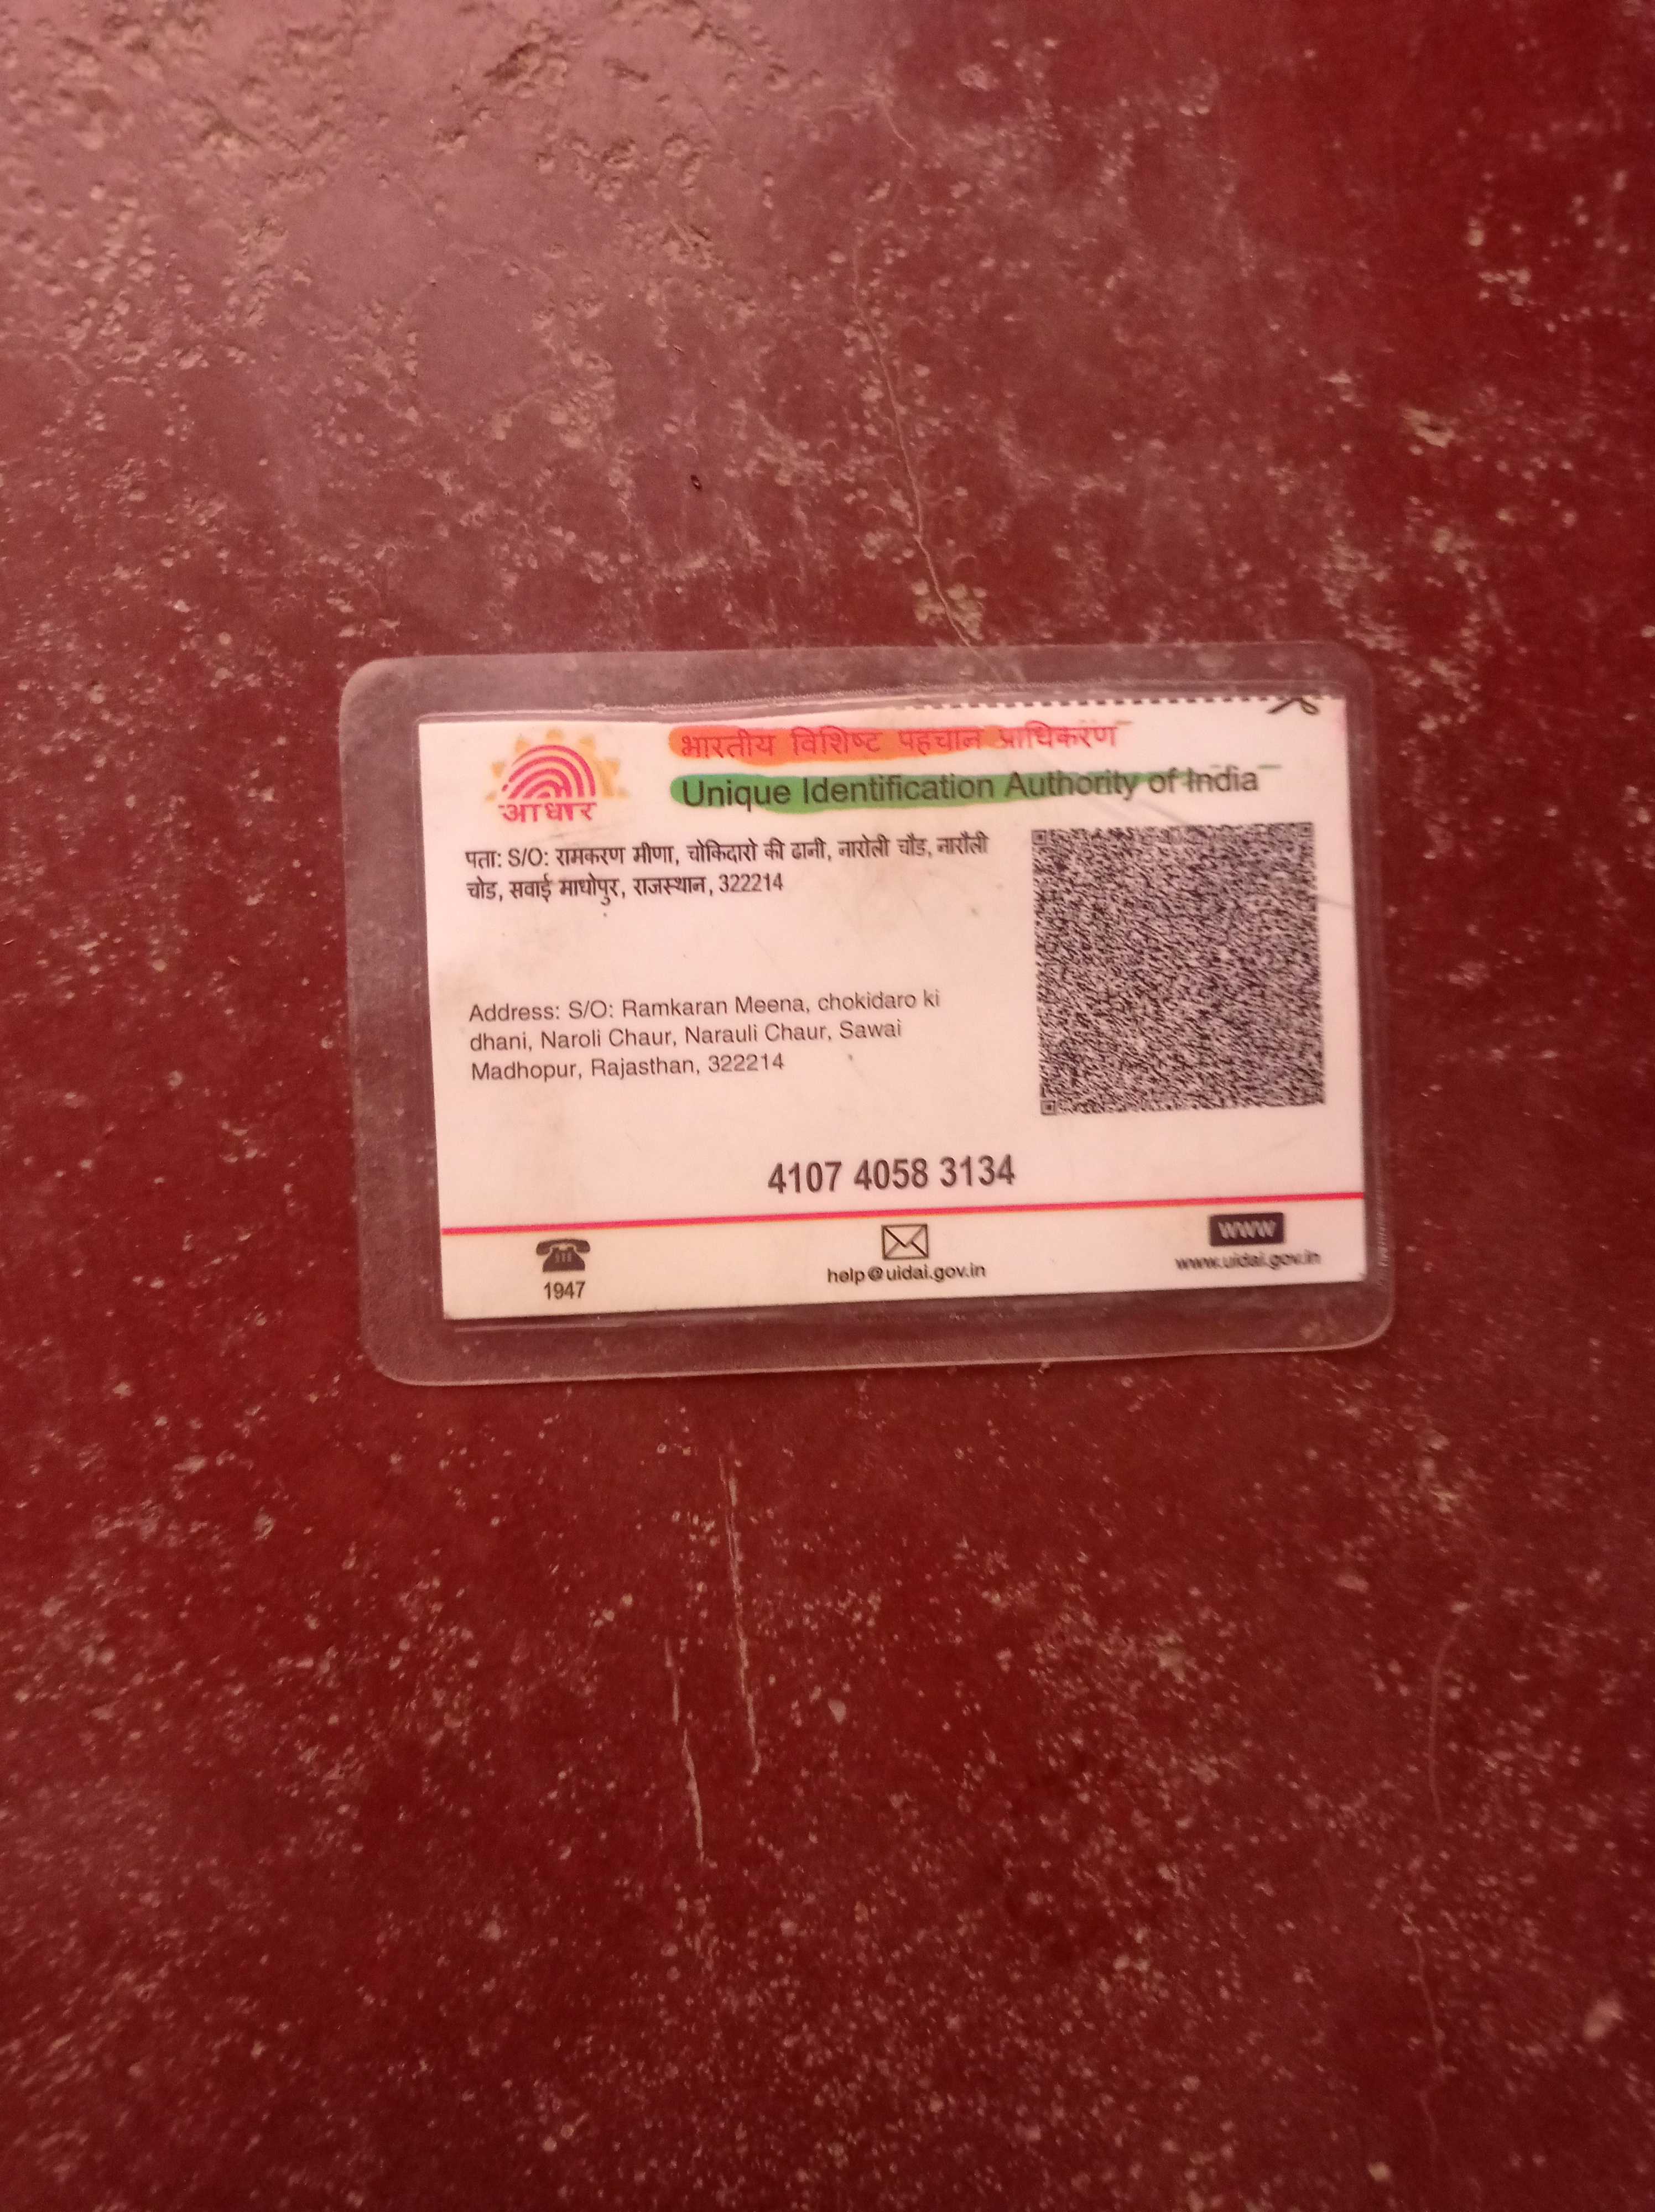 आधार
भारतीय विशिष्ट पहचान प्राधिकरण
Unique Identification Authority of India
पता: S/O: रामकरण मीणा, चोकिदारो की ढानी, नारोली चौड, नारौली
चोड, सवाई माधोपुर, राजस्थान, 322214
Address: S/O: Ramkaran Meena, chokidaro ki
dhani, Naroli Chaur, Narauli Chaur, Sawai
Madhopur, Rajasthan, 322214
4107 4058 3134
1947
help@uidai.gov.in
www
www.uidai.gov.in